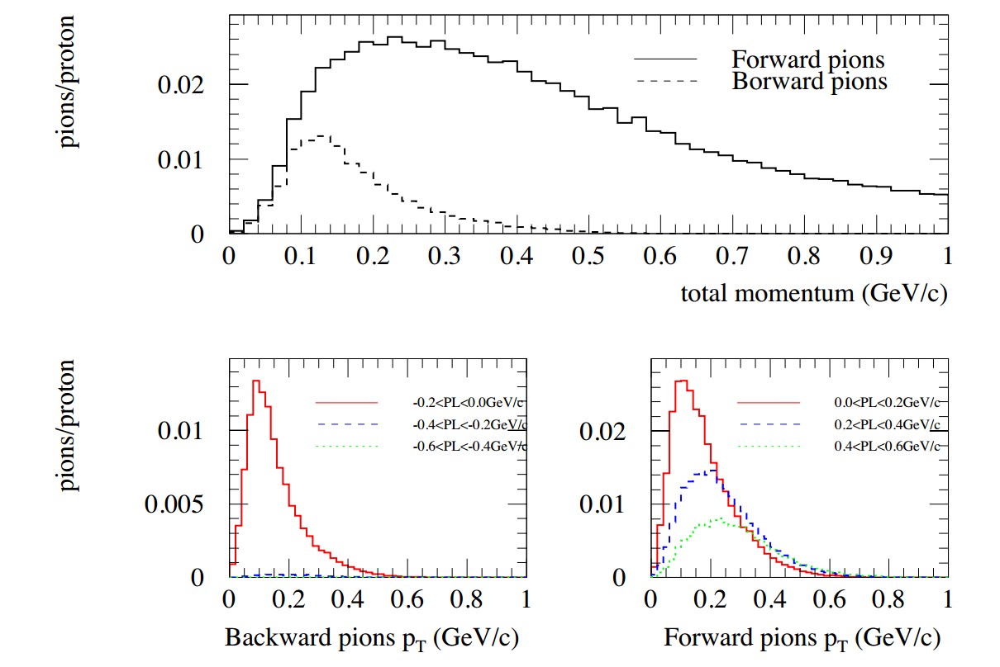 pions/proton
0.02
0.01
0
Forward pions
Borward pions
0 0.1 0.2 0.3 0.4 0.5 0.6 0.7 0.8 0.9 1
total momentum (GeV/c)
pions/proton
0.01
0.005
0
-0.2<PL<0.0GeV/c
-0.4<PL<-0.2GeV/c
-0.6<PL<-0.4GeV/c
0 0.2 0.4 0.6 0.8 1
Backward pions pT (GeV/c)
0.02
0.01
0
0.0<PL<0.2GeV/c
0.2<PL<0.4GeV/c
0.4<PL<0.6GeV/c
0 0.2 0.4 0.6 0.8 1
Forward pions pT (GeV/c)